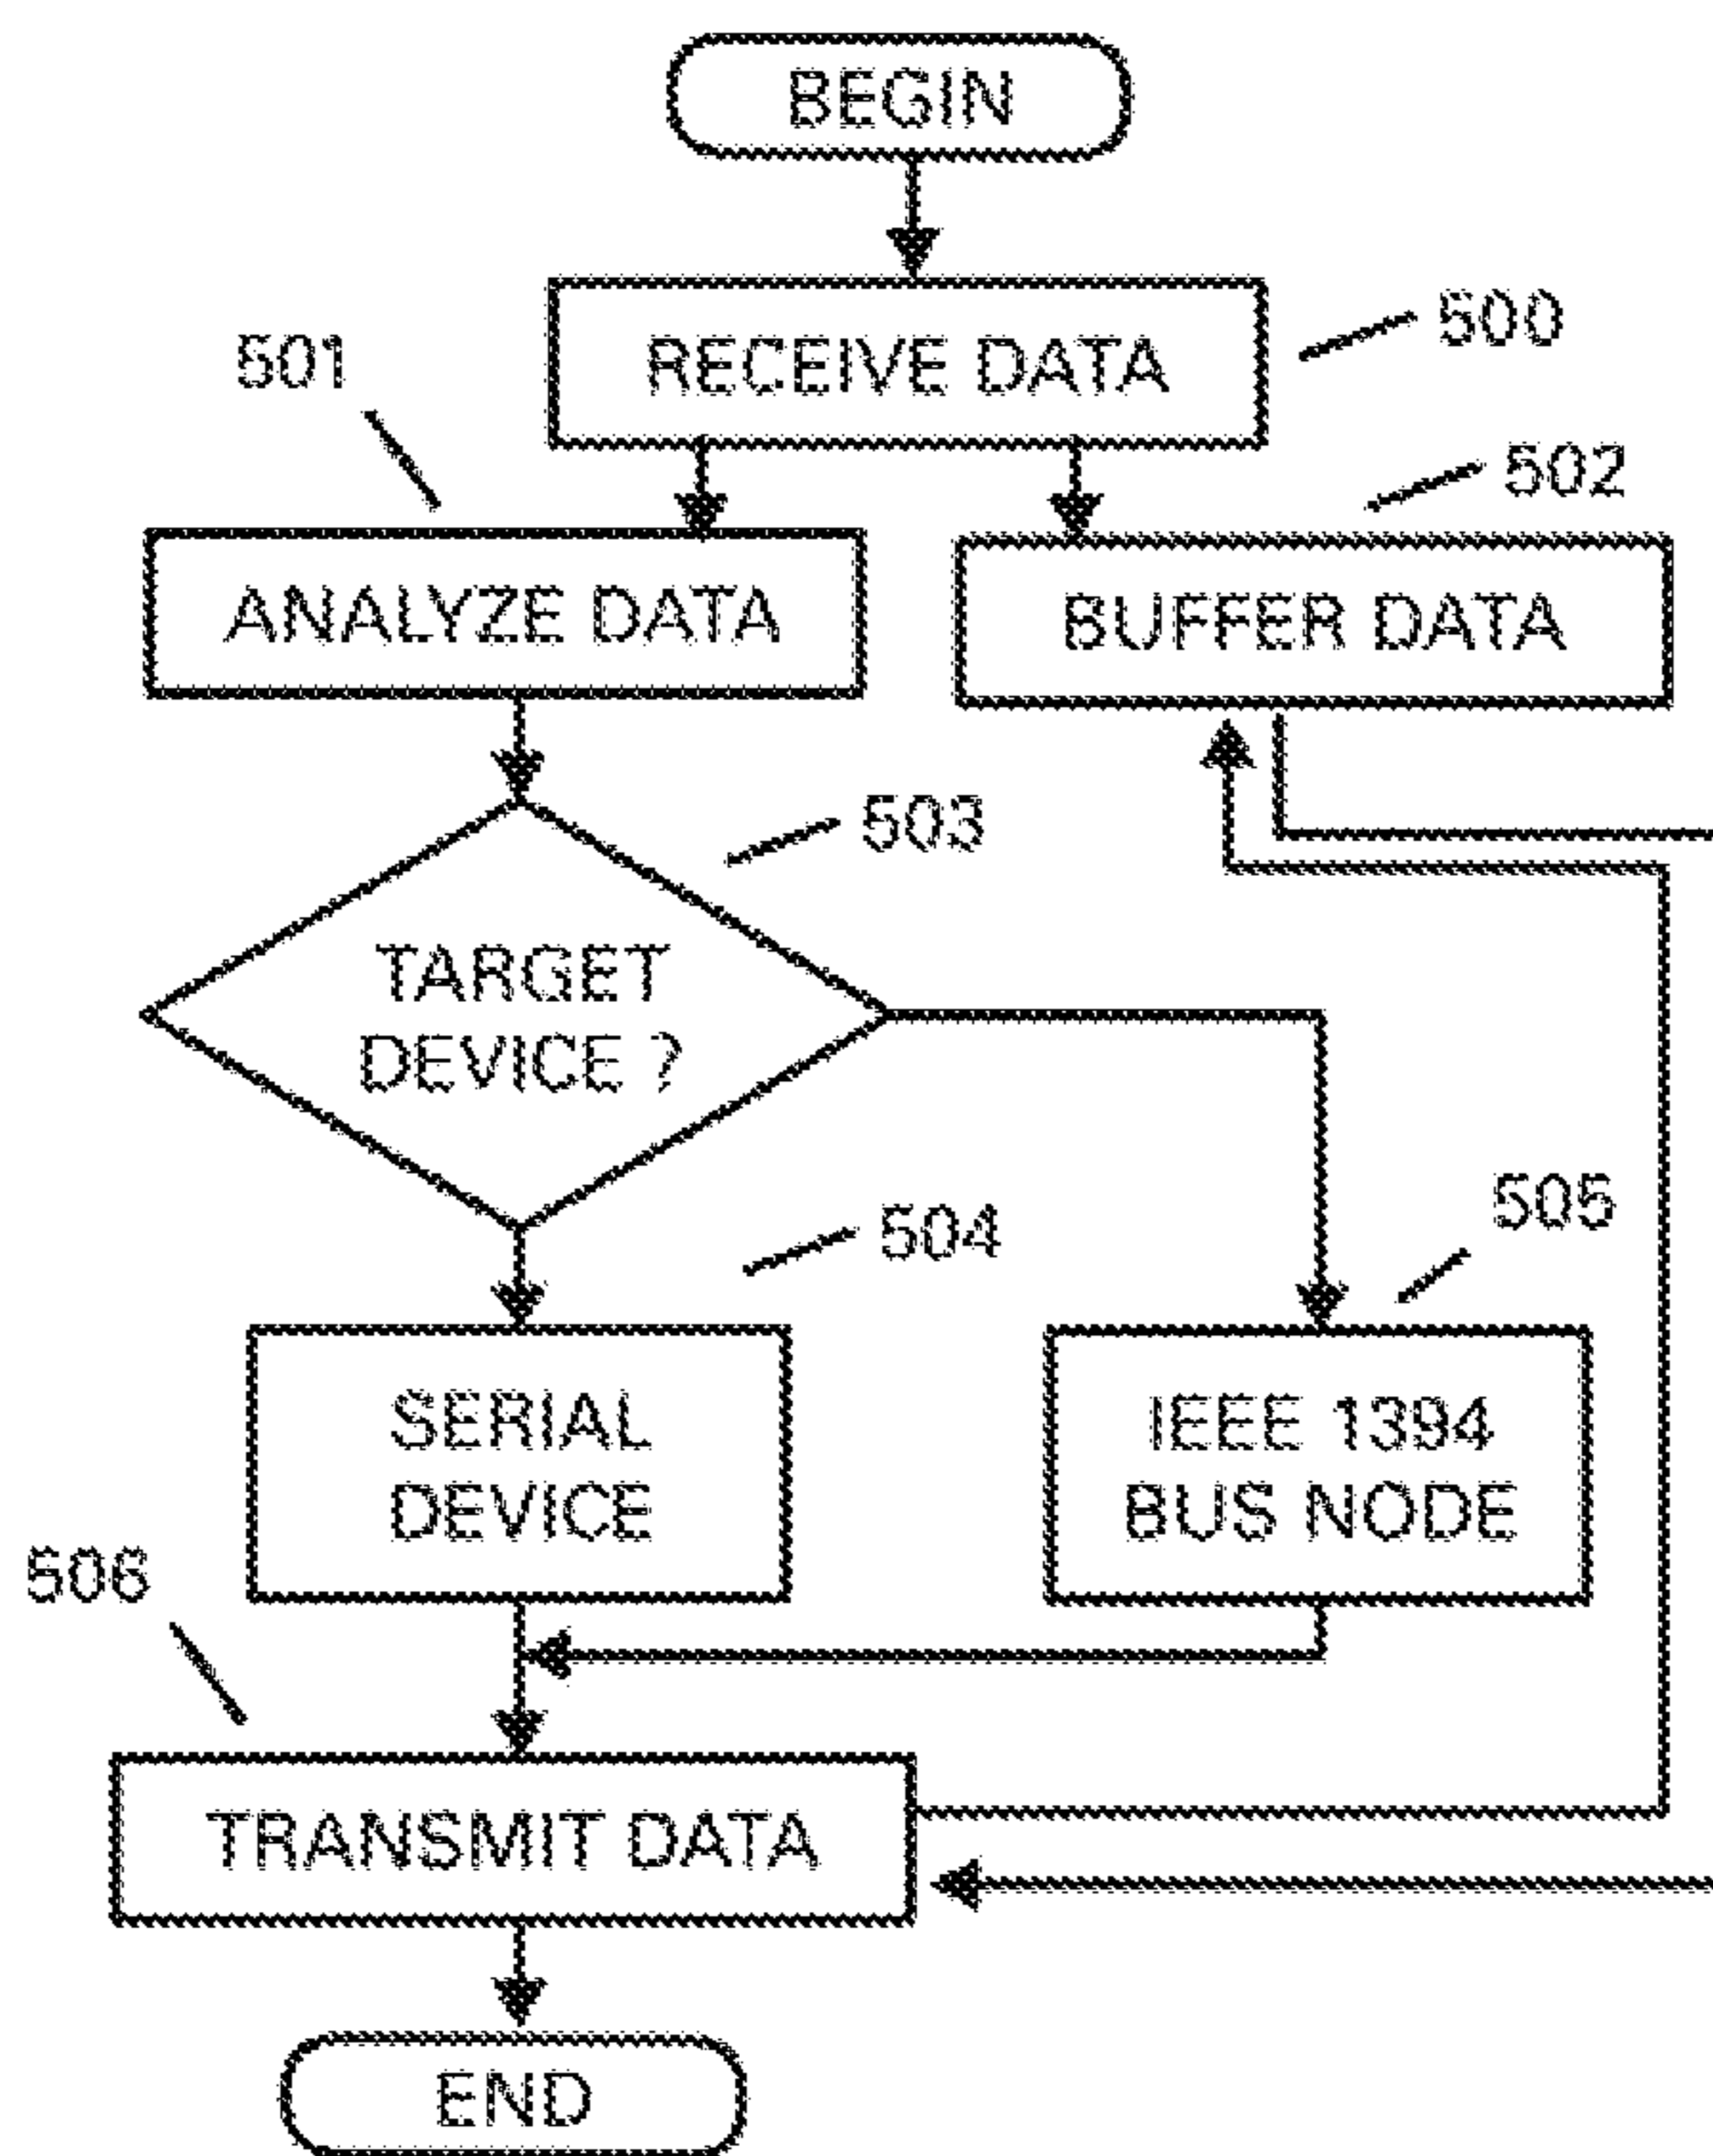 BEGIN
RECEIVE DATA
500
501
502
ANALYZE DATA
BUFFER DATA
503
TARGET
DEVICE ?
504
505
SERIAL
DEVICE
IEEE 1394
BUS NODE
506
TRANSMIT DATA
END